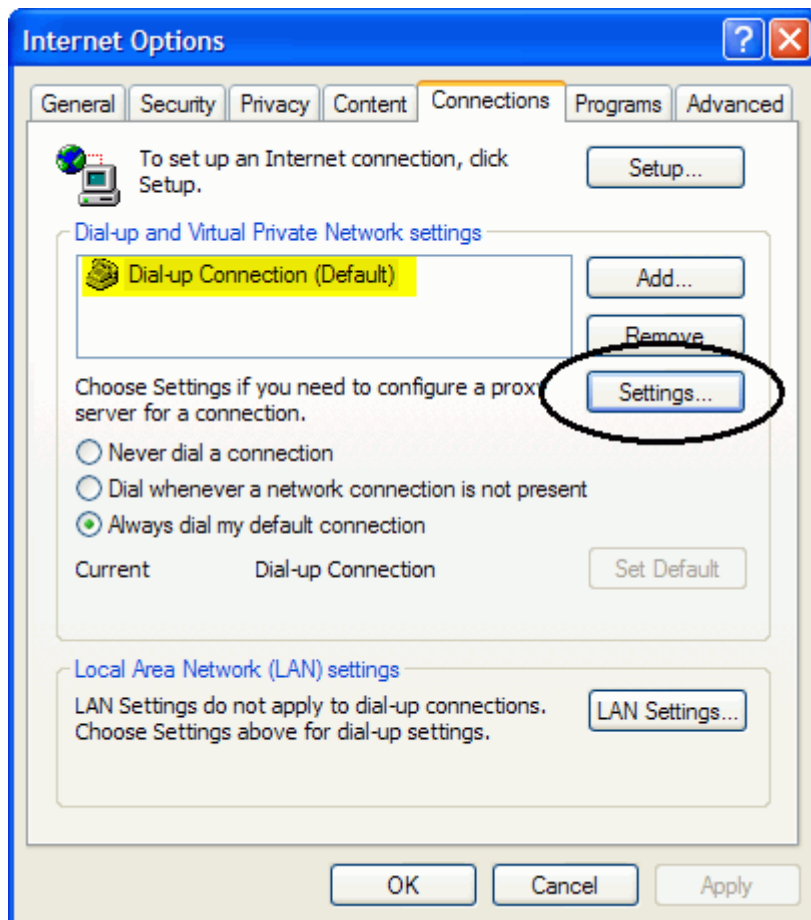 Internet Options
General Security Privacy Content Connections Programs Advanced
To set up an Internet connection, click
Setup.
Setup...
Dial-up and Virtual Private Network settings
Dial-up Connection (Default)
Add...
Remove
Choose Settings if you need to configure a proxy
server for a connection.
Settings...
Never dial a connection
Dial whenever a network connection is not present
Always dial my default connection
Current Dial-up Connection Set Default
Local Area Network (LAN) settings
LAN Settings do not apply to dial-up connections.
Choose Settings above for dial-up settings.
LAN Settings...
OK Cancel Apply